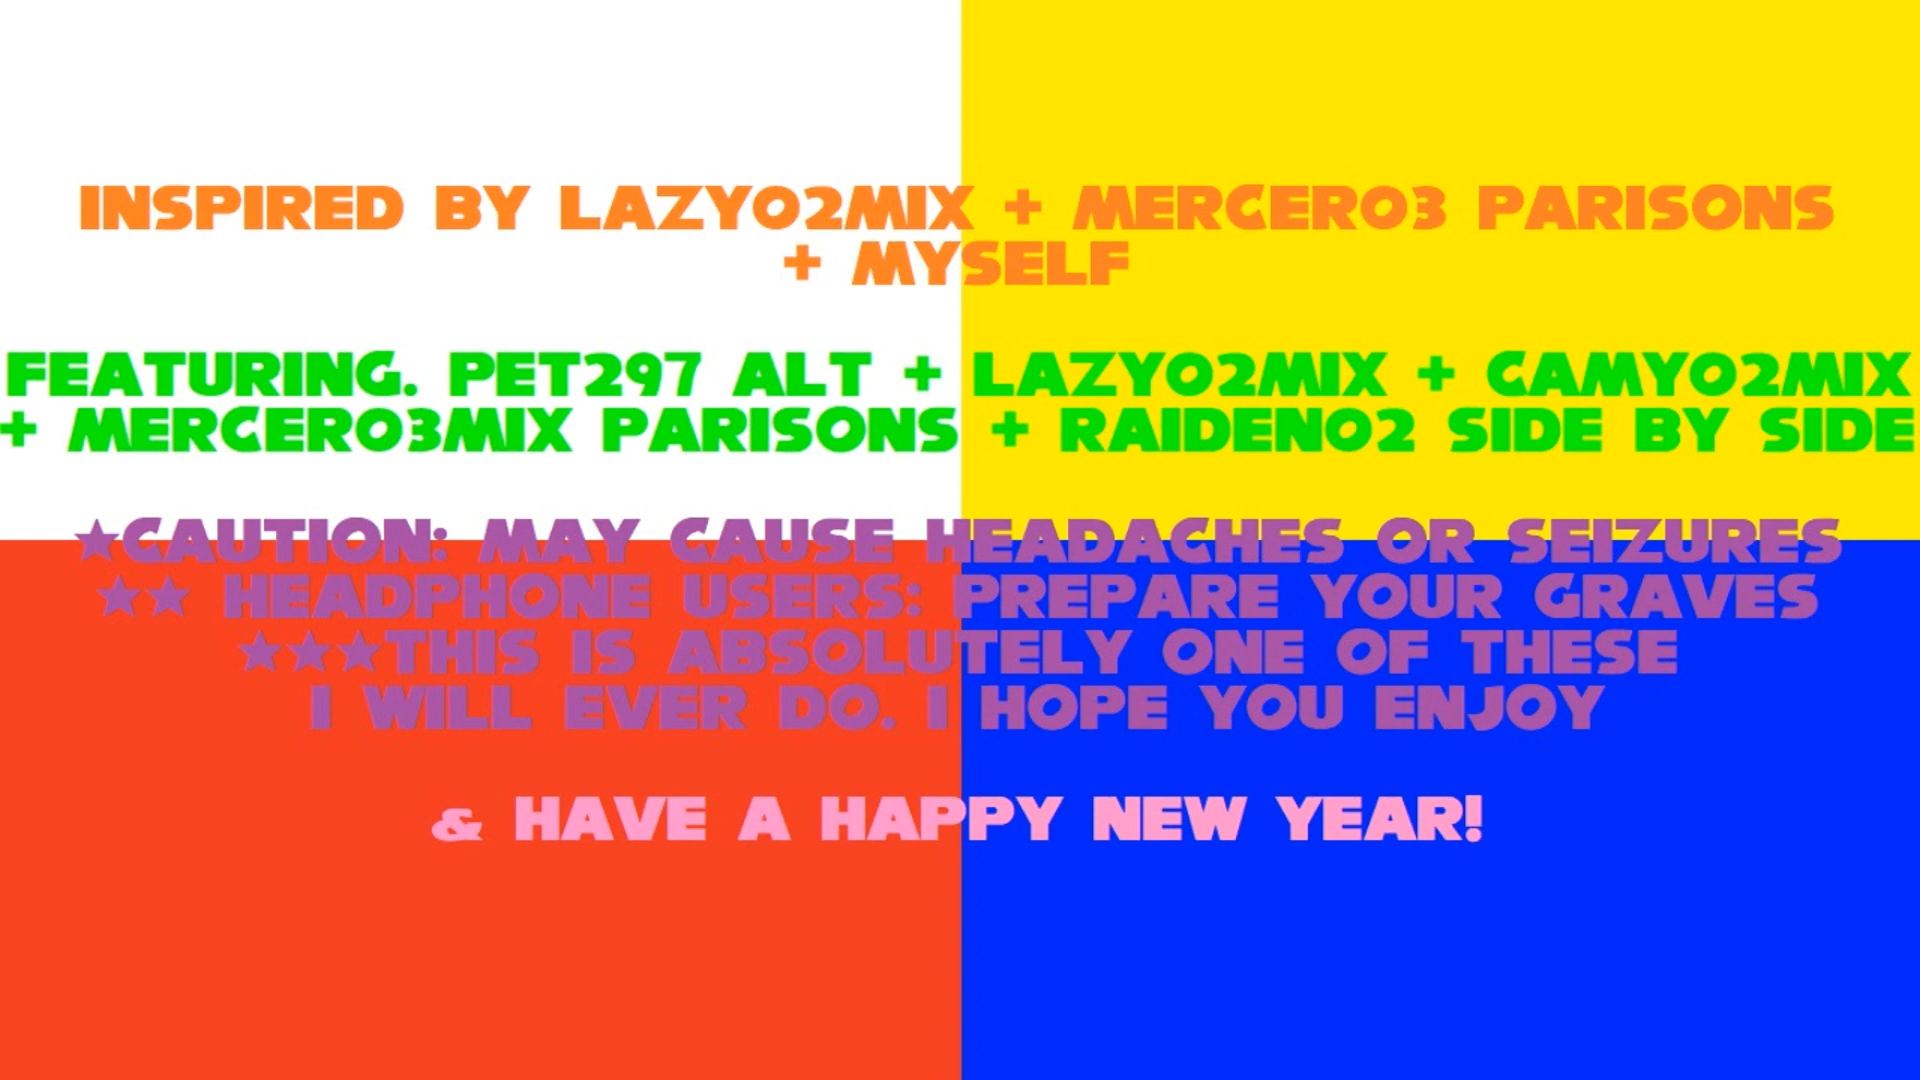 INSPIRED BY LAZY02MIX + MERCER03 PARISONS
+ MYSELF
FEATURING. PET297 ALT + LAZY02MIX + CAMY02MIX
+ MERCER03MIX PARISONS + RAIDEN02 SIDE BY SIDE
★CAUTION: MAY CAUSE HEADACHES OR SEIZURES
★★ HEADPHONE USERS: PREPARE YOUR GRAVES
★★★THIS IS ABSOLUTELY ONE OF THESE
I WILL EVER DO. I HOPE YOU ENJOY
& HAVE A HAPPY NEW YEAR!